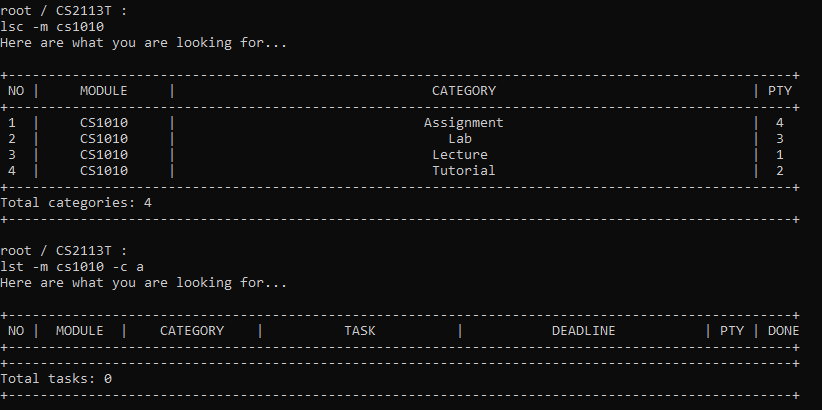 root / CS2113T :
lsc -m cs1010
Here are what you are looking for...
+--------------------------------------------------------------------------------------------------+
NO | MODULE | CATEGORY | PTY
+--------------------------------------------------------------------------------------------------+
1 | CS1010 | Assignment | 4
2 | CS1010 | Lab | 3
3 | CS1010 | Lecture | 1
4 | CS1010 | Tutorial | 2
+--------------------------------------------------------------------------------------------------+
Total categories: 4
+--------------------------------------------------------------------------------------------------+
root / CS2113T :
lst -m cs1010 -c a
Here are what you are looking for...
+--------------------------------------------------------------------------------------------------+
NO | MODULE | CATEGORY | TASK | DEADLINE | PTY | DONE
+--------------------------------------------------------------------------------------------------+
+--------------------------------------------------------------------------------------------------+
Total tasks: 0
+--------------------------------------------------------------------------------------------------+